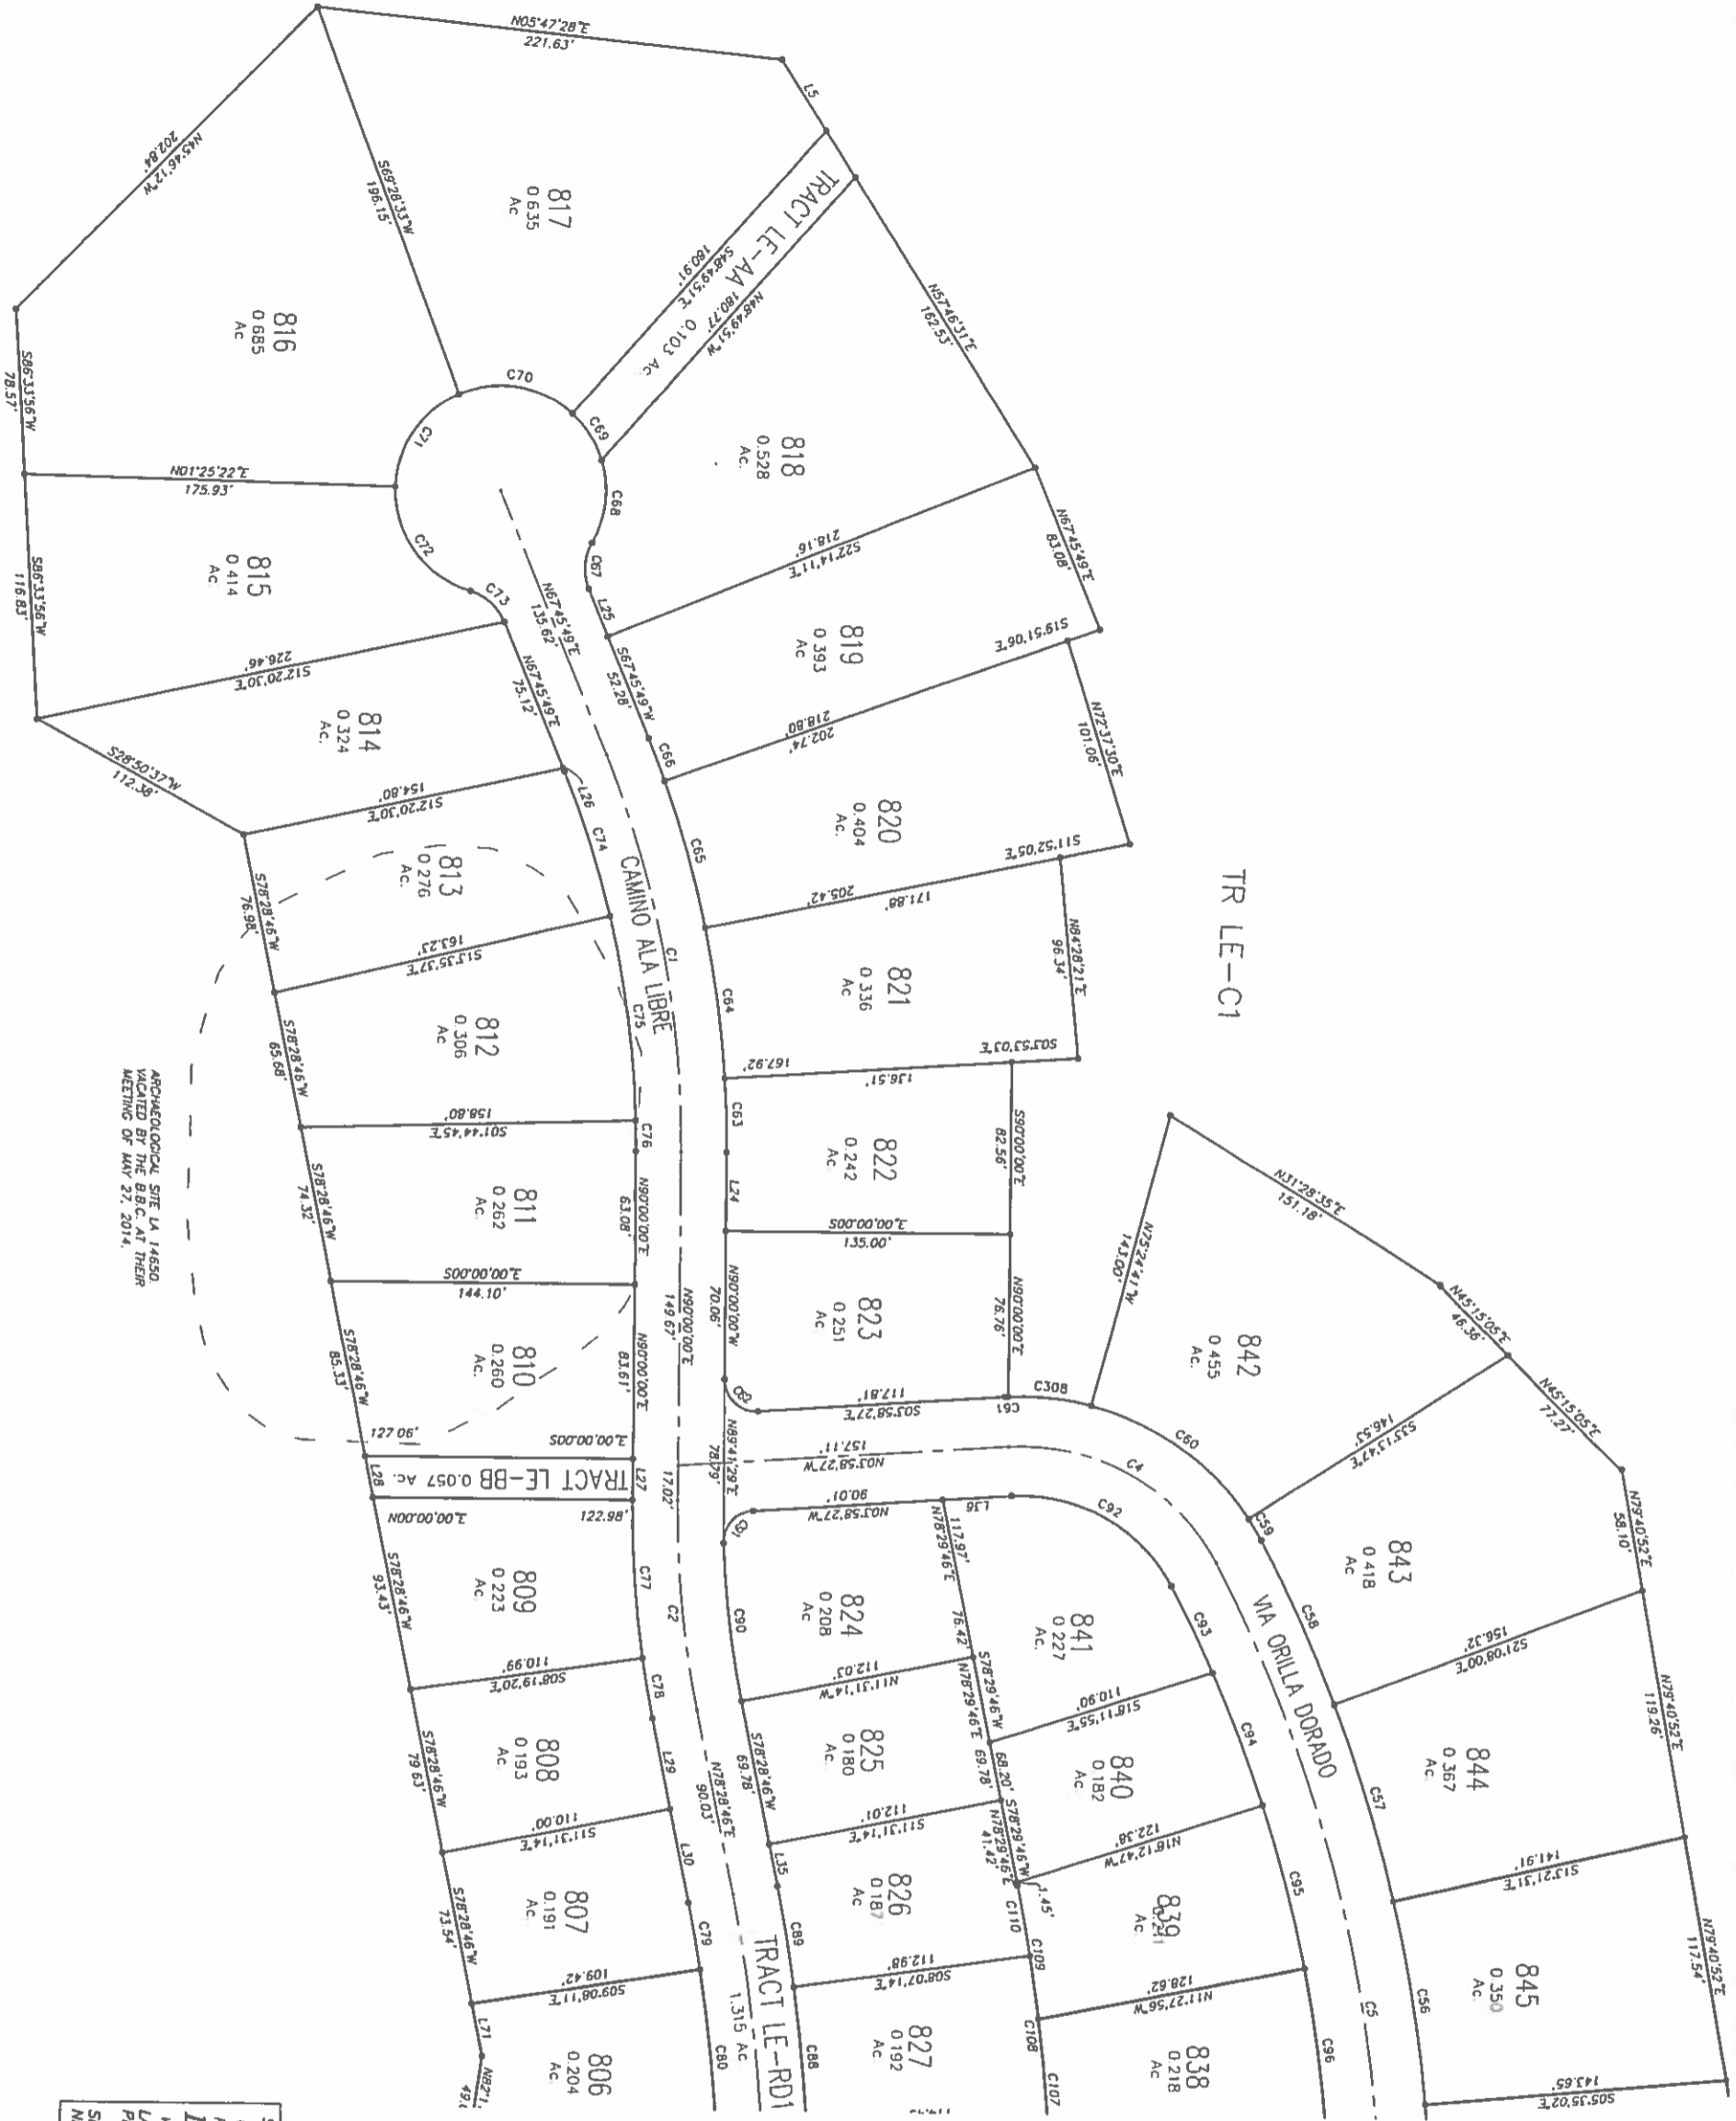 TR LE-C1
N05°47'28"E
221.63'
L5
TRACT LE-AA 0.103 Ac.
S48°49'51"E
180.91'
N48°49'51"W
180.77'
N57°46'31"E
162.53'
N67°45'49"E
83.08'
S19°51'06"E
N72°37'30"E
101.06'
S11°52'05"E
N84°28'21"E
96.34'
S03°53'03"E
S90°00'00"E
82.56'
N90°00'00"E
76.76'
817
0.635
Ac
N45°46'12"W
202.84'
S69°28'33"W
196.15'
816
0.685
Ac
S86°33'56"W
78.57'
N01°25'22"E
175.93'
815
0.414
Ac.
S86°33'56"W
116.83'
S12°20'30"E
226.46'
814
0.324
Ac.
S28°50'37"W
112.38'
S12°20'30"E
154.80'
813
0.276
Ac.
S78°28'46"W
76.98'
S13°35'37"E
163.23'
812
0.306
Ac
S78°28'46"W
65.68'
S01°44'45"E
158.80'
811
0.262
Ac.
S78°28'46"W
74.32'
S00°00'00"E
144.10'
810
0.260
Ac.
S78°28'46"W
85.33'
S00°00'00"E
127.06'
TRACT LE-BB 0.057 Ac.
L27
L28
N00°00'00"E
122.98'
809
0.223
Ac
S78°28'46"W
93.43'
S08°19'20"E
110.99'
808
0.193
Ac.
S78°28'46"W
79.63'
S11°31'14"E
110.00'
807
0.191
Ac.
S78°28'46"W
73.54'
S09°08'11"E
109.42'
L71
806
0.204
Ac.
C70
C69
C68
C67
C71
C72
C73
L25
N67°45'49"E
135.62'
S67°45'49"W
52.28'
N67°45'49"E
75.12'
C66
L26
C74
C65
C1
CAMINO ALA LIBRE
C75
C64
C76
C63
L24
N90°00'00"E
63.08'
N90°00'00"E
149.67'
N90°00'00"W
70.06'
N90°00'00"E
83.61'
C62
N89°41'29"E
78.79'
17.02'
C77
C2
C78
L29
L30
N78°28'46"E
90.03'
C79
C80
TRACT LE-RD1
1.315 Ac
818
0.528
Ac.
S22°14'11"E
218.16'
819
0.393
Ac
218.80'
202.74'
820
0.404
Ac.
205.42'
171.88'
821
0.336
Ac
167.92'
136.51'
822
0.242
Ac.
S00°00'00"E
135.00'
823
0.251
Ac.
S03°58'27"E
117.81'
C61
C308
N03°58'27"W
157.11'
N03°58'27"W
90.01'
L36
C91
C90
824
0.208
Ac
N11°31'14"W
112.03'
S78°28'46"W
69.78'
825
0.180
Ac.
S11°31'14"E
112.01'
L35
826
0.187
Ac.
C89
S08°07'14"E
112.98'
827
0.192
Ac
C88
N78°29'46"E
117.97'
76.42'
S78°29'46"W
N78°29'46"E
68.20'
69.78'
S78°29'46"W
N78°29'46"E
41.42'
1.45'
C110
C109
C108
C107
841
0.227
Ac.
S16°11'55"E
110.90'
840
0.182
Ac
N16°12'47"W
122.38'
839
Ac.
N11°27'56"W
128.62'
838
0.218
Ac
C92
C93
C94
C95
C96
C4
VIA ORILLA DORADO
C5
C60
C59
C58
C57
C56
842
0.455
Ac.
N75°24'41"W
143.00'
N31°28'35"E
151.18'
N45°15'05"E
46.36'
S33°13'47"E
146.53'
N45°15'05"E
77.27'
843
0.418
Ac
N79°40'52"E
58.10'
S21°08'00"E
156.32'
844
0.367
Ac
N79°40'52"E
119.26'
S13°21'31"E
141.91'
845
0.350
Ac
N79°40'52"E
117.54'
S05°35'02"E
143.65'
ARCHAEOLOGICAL SITE LA 14650.
VACATED BY THE B.B.C. AT THEIR
MEETING OF MAY 27, 2014.